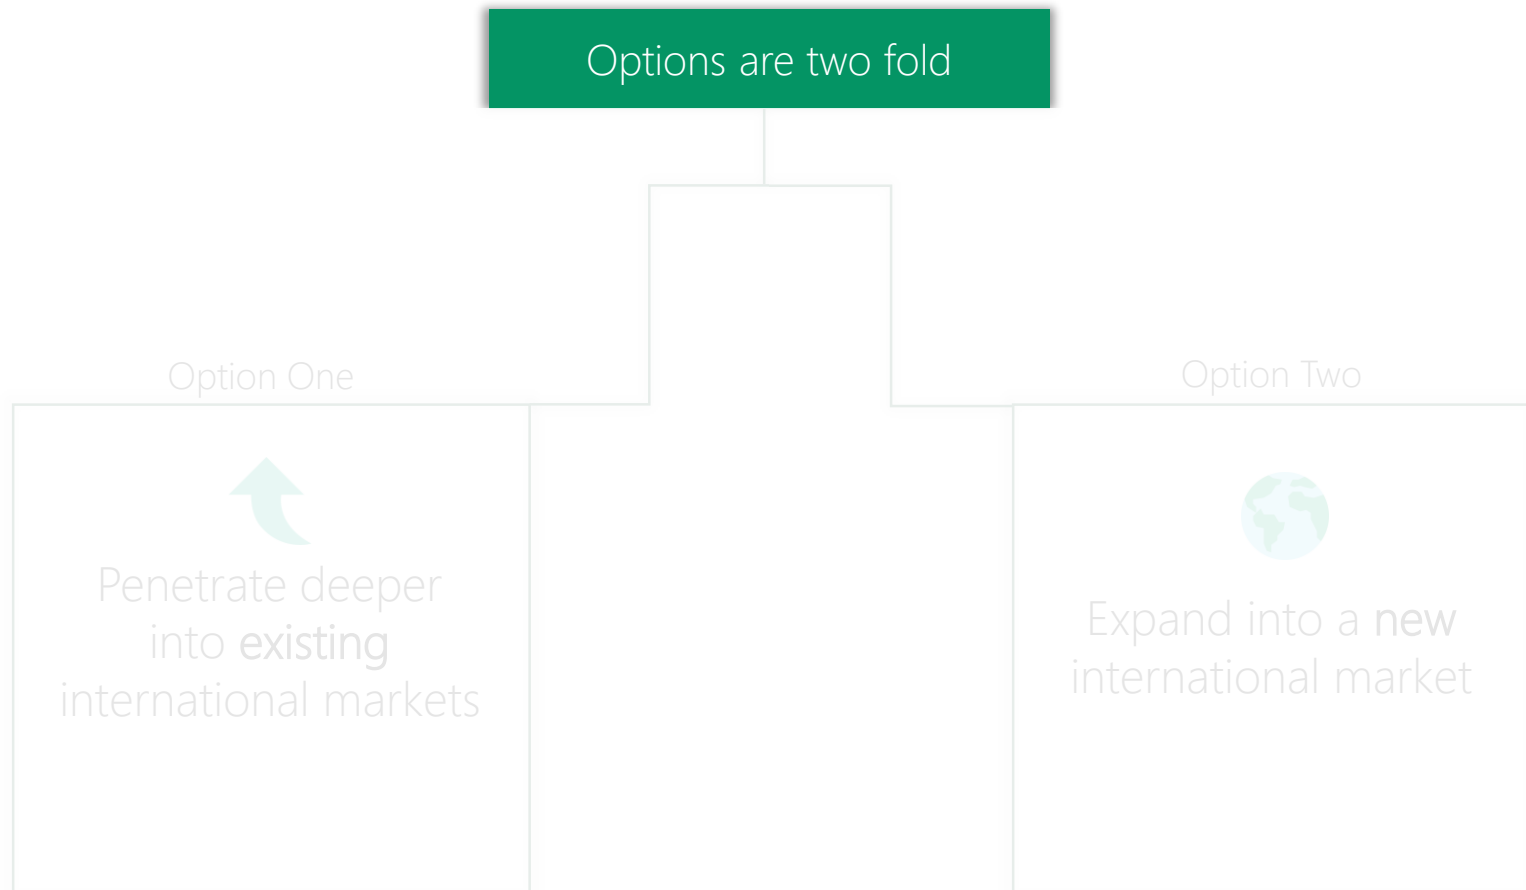 Options are two fold
Option One
Penetrate deeper
into existing
international markets
Option Two
Expand into a new
international market